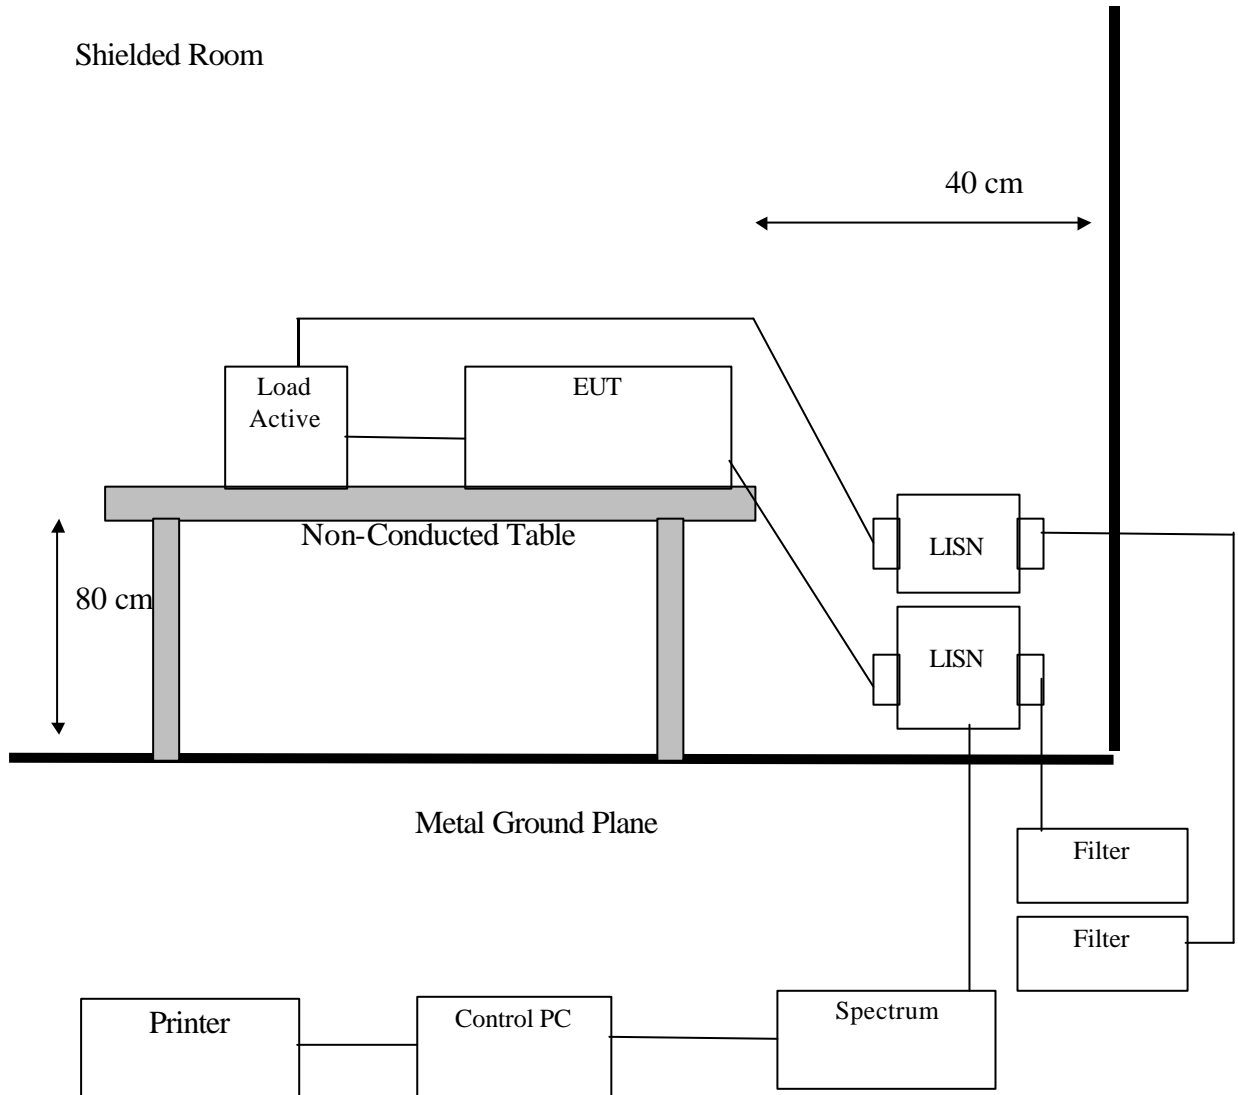 Shielded Room
40 cm
Load
Active
EUT
Non-Conducted Table
LISN
80 cm
LISN
Metal Ground Plane
Filter
Filter
Printer
Control PC
Spectrum